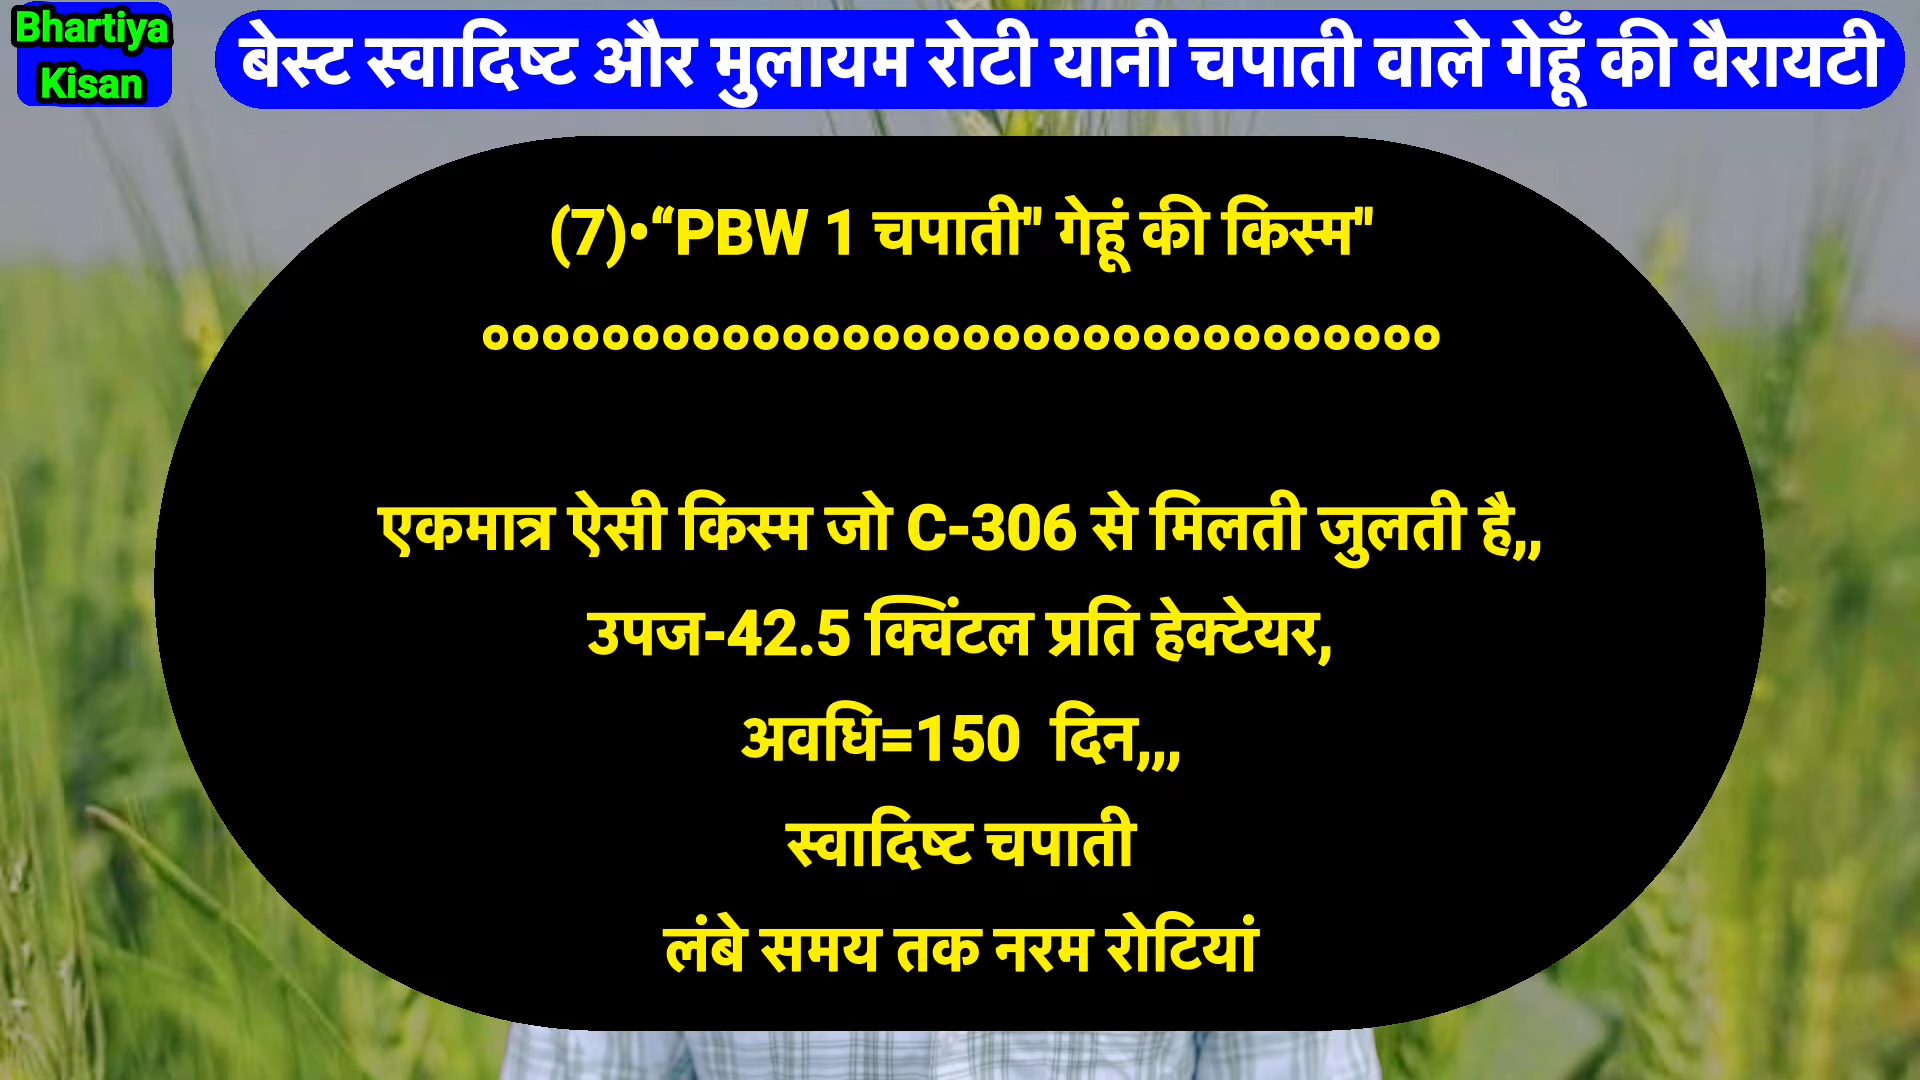 Bhartiya
Kisan
बेस्ट स्वादिष्ट और मुलायम रोटी यानी चपाती वाले गेहूँ की वैरायटी
(7)•“PBW 1 चपाती" गेहूं की किस्म"
००००००००००००००००००००००००००००००००
एकमात्र ऐसी किस्म जो C-306 से मिलती जुलती है,,
उपज-42.5 क्विंटल प्रति हेक्टेयर,
अवधि=150  दिन,,,
स्वादिष्ट चपाती
लंबे समय तक नरम रोटियां